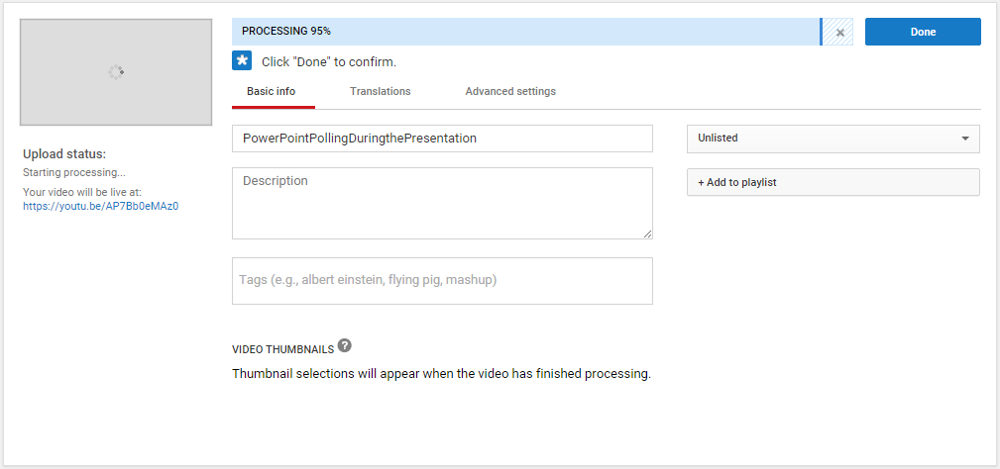 PROCESSING 95%
Done
Click "Done" to confirm.
Basic info
Translations
Advanced settings
PowerPointPollingDuringthePresentation
Unlisted
Upload status:
Starting processing...
Your video will be live at:
https://youtu.be/AP7Bb0eMAz0
Description
+ Add to playlist
Tags (e.g., albert einstein, flying pig, mashup)
VIDEO THUMBNAILS ?
Thumbnail selections will appear when the video has finished processing.